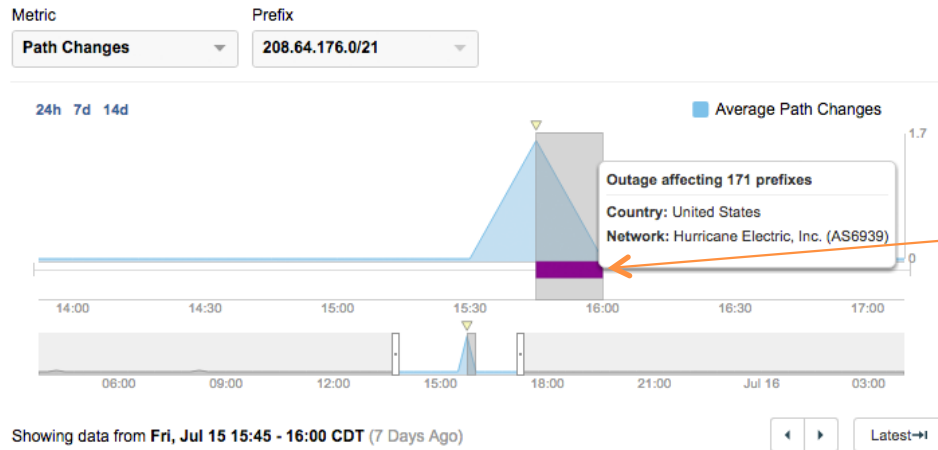 Metric Prefix
Path Changes 208.64.176.0/21
24h 7d 14d Average Path Changes
1.7
Outage affecting 171 prefixes
Country: United States
Network: Hurricane Electric, Inc. (AS6939)
0
14:00 14:30 15:00 15:30 16:00 16:30 17:00
06:00 09:00 12:00 15:00 18:00 21:00 Jul 16 03:00
Showing data from Fri, Jul 15 15:45 - 16:00 CDT (7 Days Ago) Latest